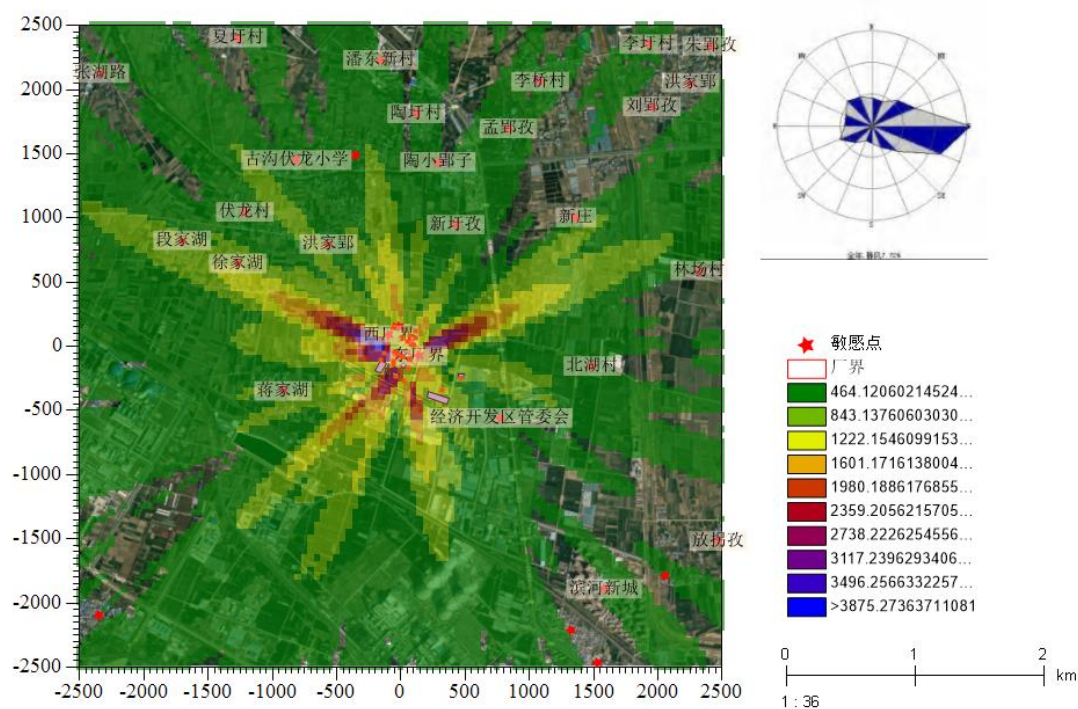 2500
2000
1500
1000
500
0
-500
-1000
-1500
-2000
-2500
-2500 -2000 -1500 -1000 -500 0 500 1000 1500 2000 2500
夏圩村
李圩村
朱郢孜
潘东新村
张湖路
李桥村
洪家郢
陶圩村
刘郢孜
孟郢孜
古沟伏龙小学
陶小郢子
伏龙村
新圩孜
新庄
段家湖
洪家郢
徐家湖
林场村
西厂界
东厂界
北湖村
蒋家湖
经济开发区管委会
放拐孜
滨河新城
敏感点
厂界
464.12060214524...
843.13760603030...
1222.1546099153...
1601.1716138004...
1980.1886176855...
2359.2056215705...
2738.2226254556...
3117.2396293406...
3496.2566332257...
>3875.27363711081
0 1 2
km
1 : 36